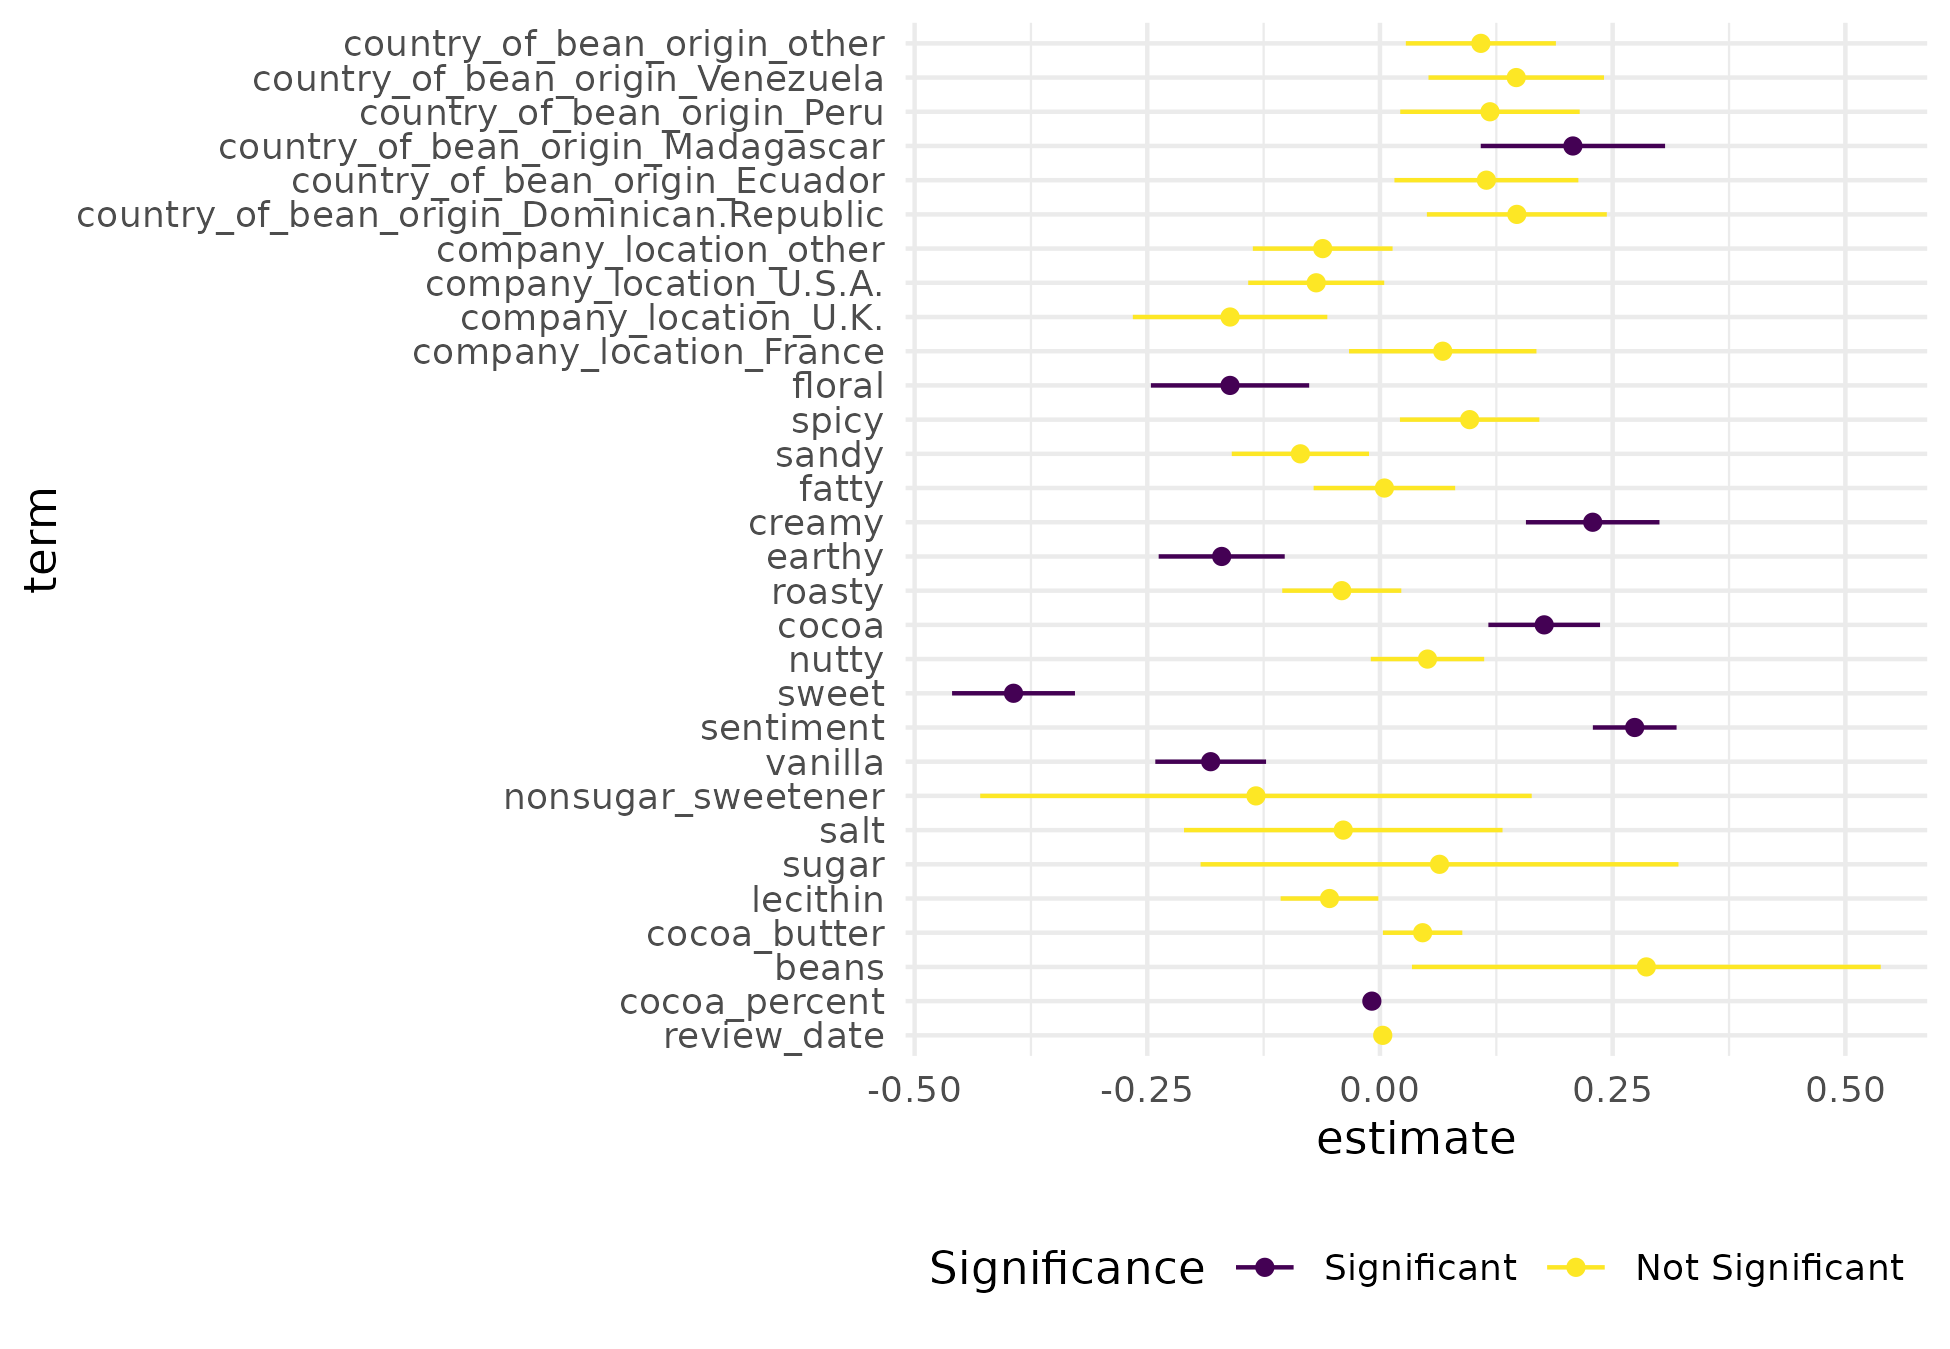 country_of_bean_origin_other
country_of_bean_origin_Venezuela
country_of_bean_origin_Peru
country_of_bean_origin_Madagascar
country_of_bean_origin_Ecuador
country_of_bean_origin_Dominican.Republic
company_location_other
company_location_U.S.A.
company_location_U.K.
company_location_France
floral
spicy
sandy
fatty
creamy
earthy
roasty
cocoa
nutty
sweet
sentiment
vanilla
nonsugar_sweetener
salt
sugar
lecithin
cocoa_butter
beans
cocoa_percent
review_date
term
-0.50 -0.25 0.00 0.25 0.50
estimate
Significance Significant Not Significant